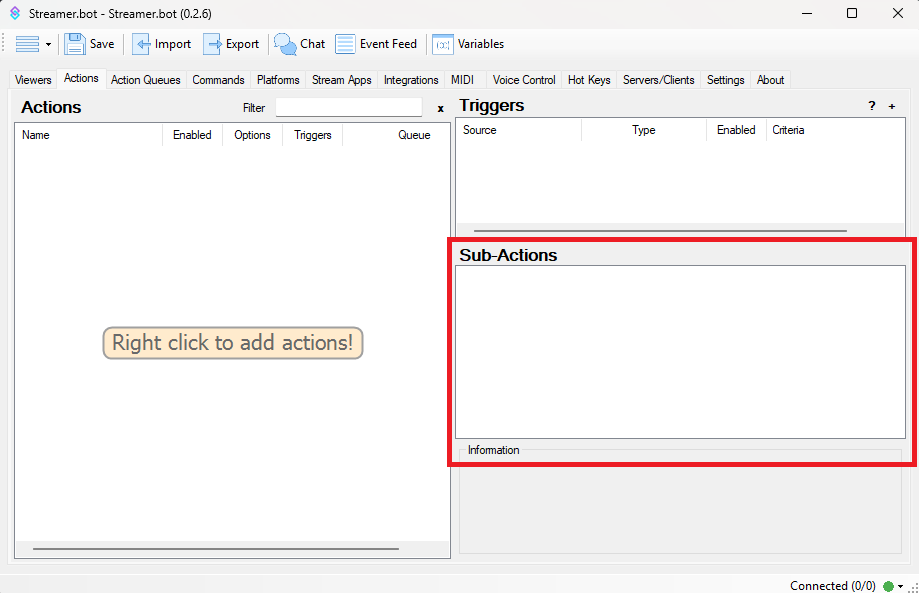 Streamer.bot - Streamer.bot (0.2.6)
Save Import Export Chat Event Feed Variables
Viewers Actions Action Queues Commands Platforms Stream Apps Integrations MIDI Voice Control Hot Keys Servers/Clients Settings About
Actions Filter x
Name Enabled Options Triggers Queue
Right click to add actions!
Triggers ? +
Source Type Enabled Criteria
Sub-Actions
Information
Connected (0/0)